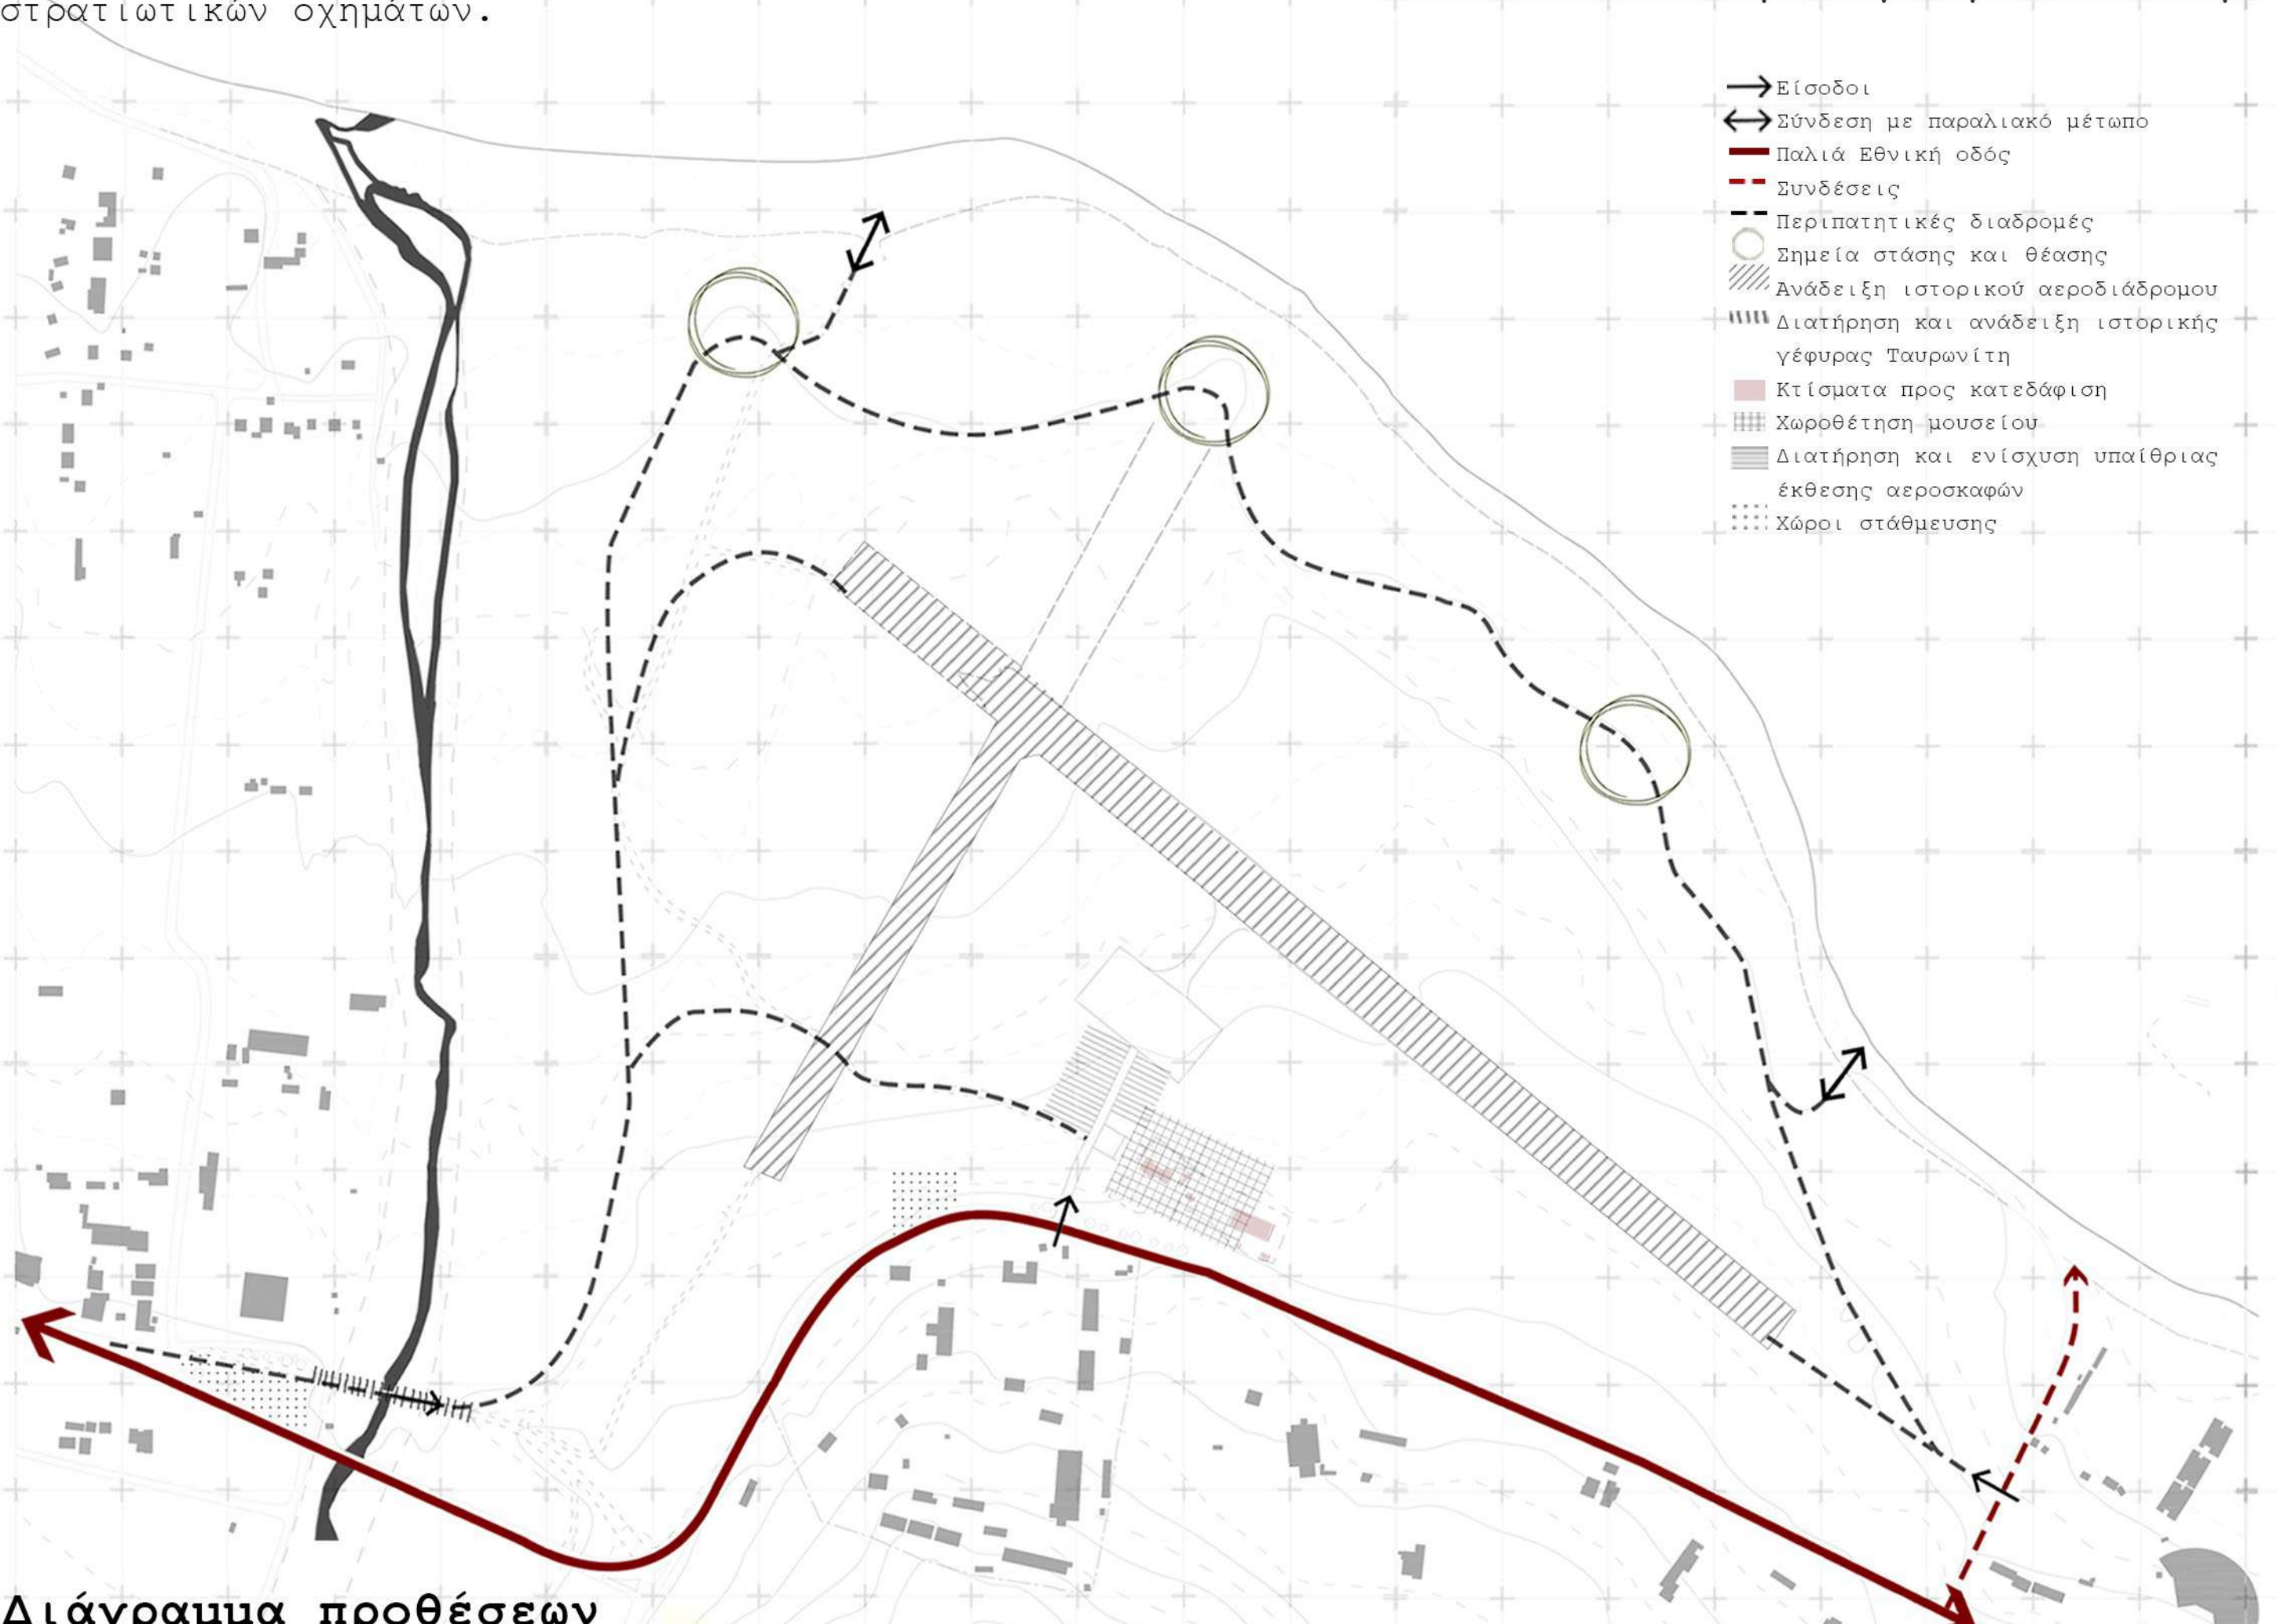 στρατιωτικών οχημάτων.
Είσοδοι
Σύνδεση με παραλιακό μέτωπο
Παλιά Εθνική οδός
Συνδέσεις
Περιπατητικές διαδρομές
Σημεία στάσης και θέασης
Ανάδειξη ιστορικού αεροδιάδρομου
Διατήρηση και ανάδειξη ιστορικής
γέφυρας Ταυρωνίτη
Κτίσματα προς κατεδάφιση
Χωροθέτηση μουσείου
Διατήρηση και ενίσχυση υπαίθριας
έκθεσης αεροσκαφών
Χώροι στάθμευσης
Διάγραμμα προθέσεων